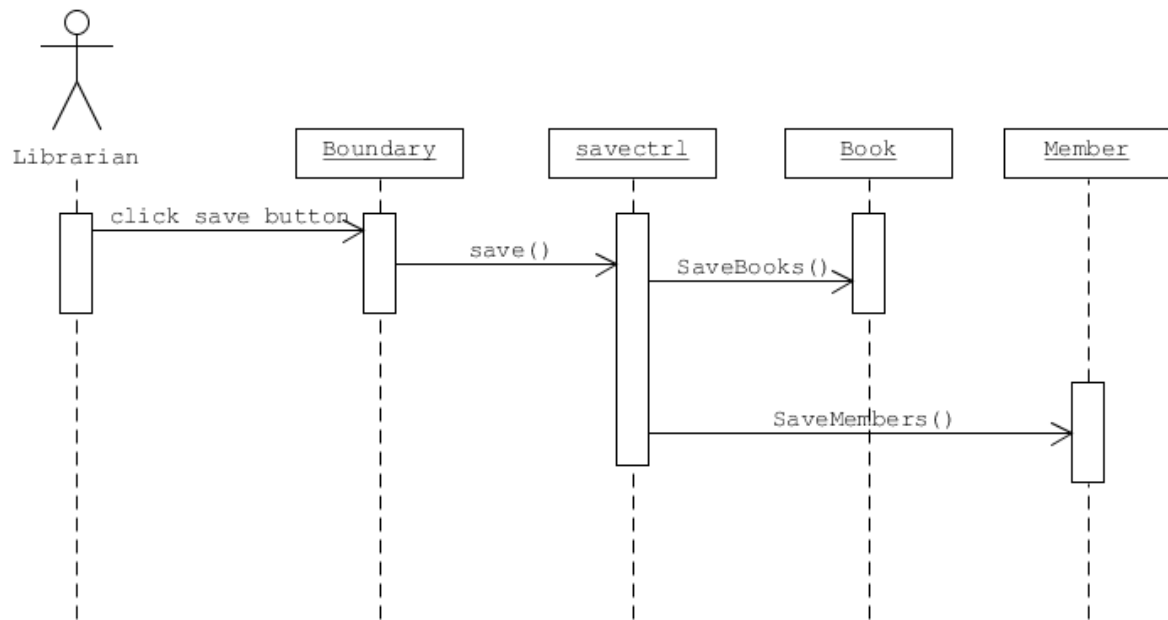 Librarian
Boundary
savectrl
Book
Member
click save button
save()
SaveBooks()
SaveMembers()